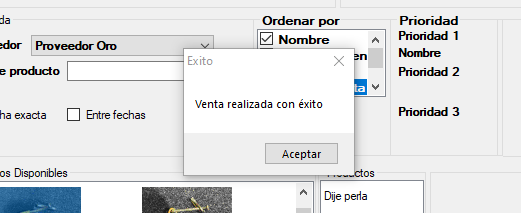 da
Ordenar por
Prioridad
edor
Proveedor Oro
Nombre
Prioridad 1
Nombre
e producto
Prioridad 2
Exito
Venta realizada con éxito
Aceptar
ha exacta
Entre fechas
Prioridad 3
os Disponibles
Productos
Dije perla